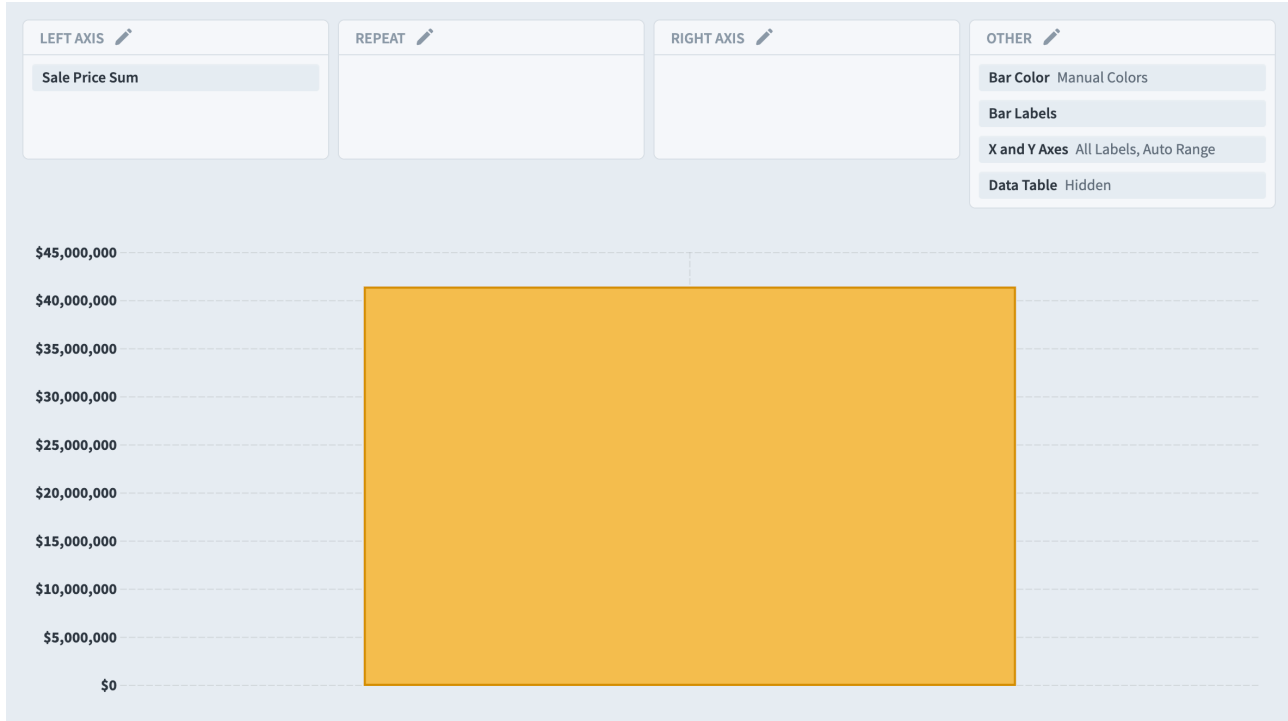 LEFT AXIS
Sale Price Sum
REPEAT
RIGHT AXIS
OTHER
Bar Color Manual Colors
Bar Labels
X and Y Axes All Labels, Auto Range
Data Table Hidden
$45,000,000
$40,000,000
$35,000,000
$30,000,000
$25,000,000
$20,000,000
$15,000,000
$10,000,000
$5,000,000
$0